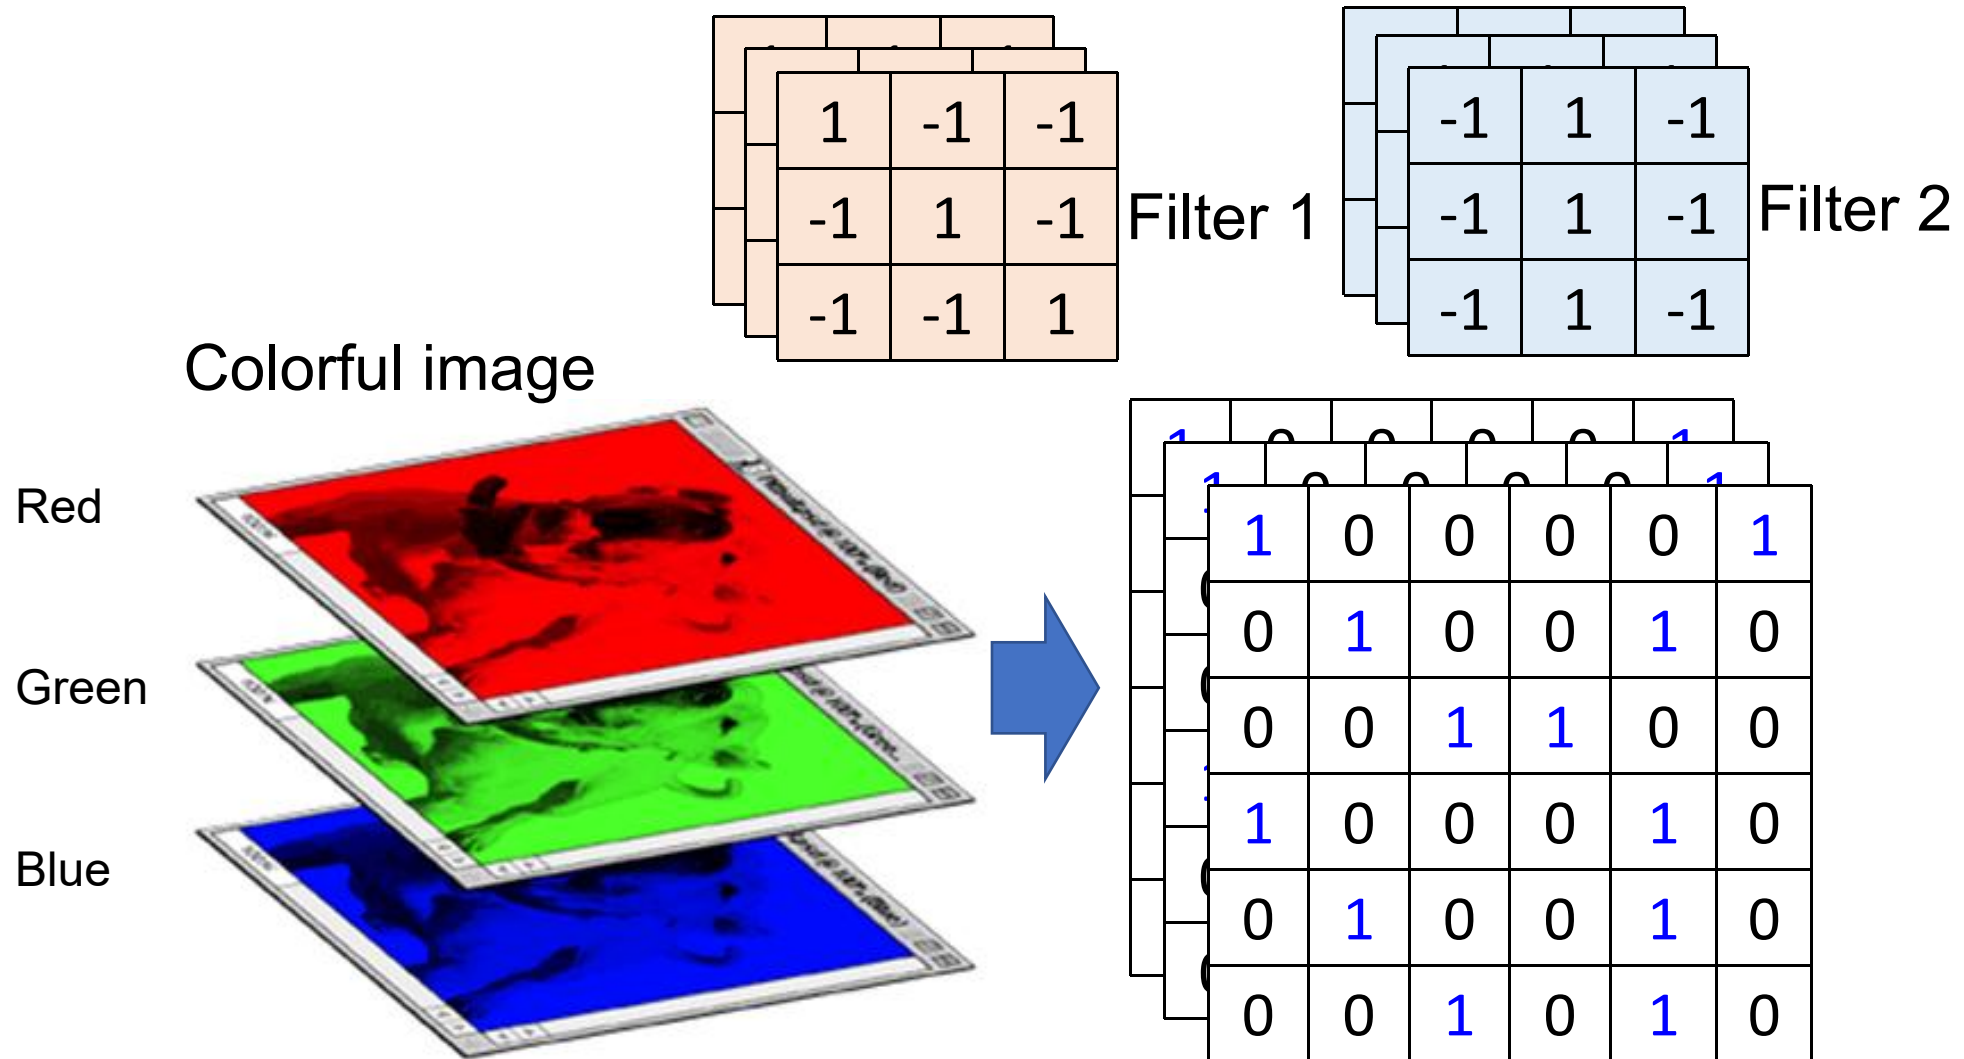 1 -1 -1
-1 1 -1
-1 -1 1
Filter 1
-1 1 -1
-1 1 -1
-1 1 -1
Filter 2
Colorful image
Red
Green
Blue
1 0 0 0 0 1
0 1 0 0 1 0
0 0 1 1 0 0
1 0 0 0 1 0
0 1 0 0 1 0
0 0 1 0 1 0